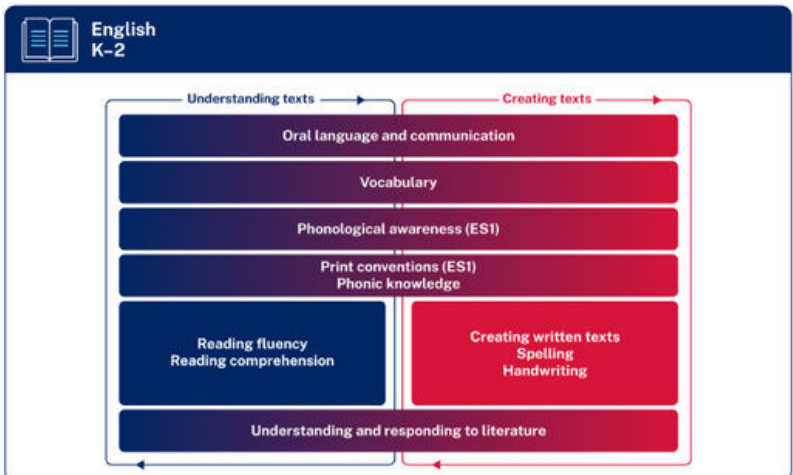 English
K–2
Understanding texts
Creating texts
Oral language and communication
Vocabulary
Phonological awareness (ES1)
Print conventions (ES1)
Phonic knowledge
Reading fluency
Reading comprehension
Creating written texts
Spelling
Handwriting
Understanding and responding to literature